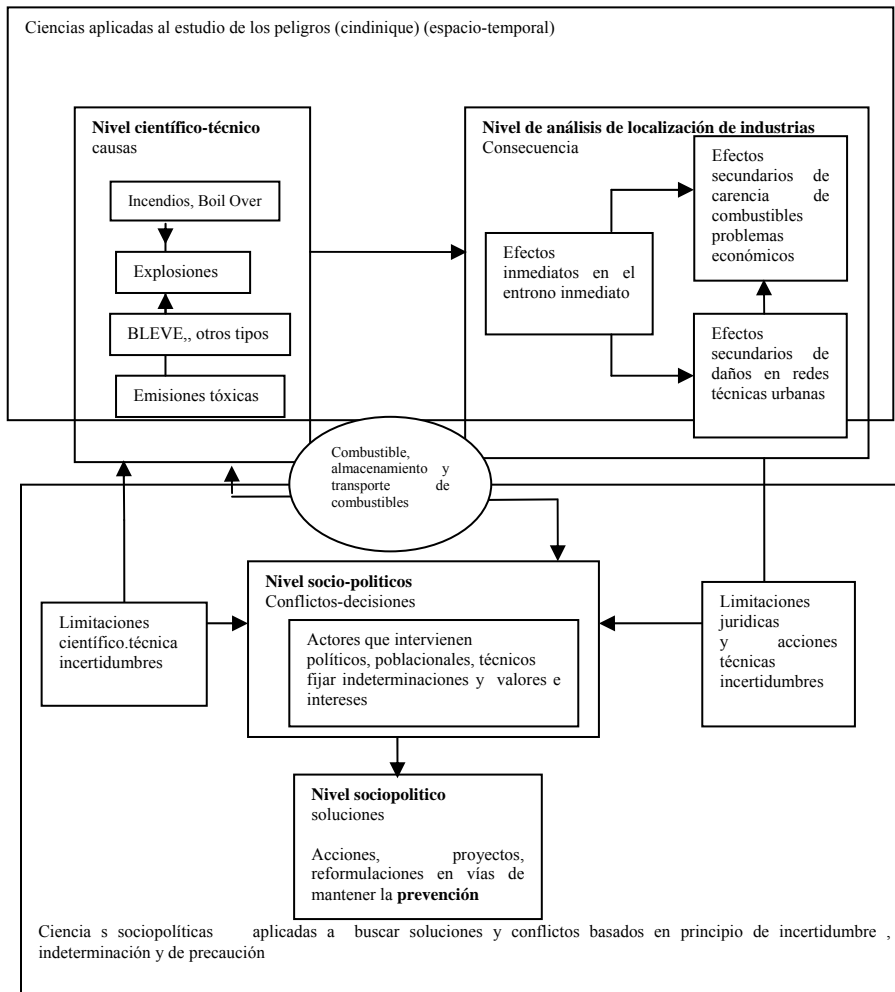 Ciencias aplicadas al estudio de los peligros (cindinique) (espacio-temporal)
Nivel científico-técnico
causas
Incendios, Boil Over
Explosiones
BLEVE,, otros tipos
Emisiones tóxicas
Nivel de análisis de localización de industrias
Consecuencia
Efectos
inmediatos en el
entrono inmediato
Efectos
secundarios de
carencia de
combustibles
problemas
económicos
Efectos
secundarios de
daños en redes
técnicas urbanas
Combustible,
almacenamiento y
transporte de
combustibles
Limitaciones
científico.técnica
incertidumbres
Nivel socio-politicos
Conflictos-decisiones
Actores que intervienen
políticos, poblacionales, técnicos
fijar indeterminaciones y valores e
intereses
Limitaciones
juridicas
y acciones
técnicas
incertidumbres
Nivel sociopolitico
soluciones
Acciones, proyectos,
reformulaciones en vías de
mantener la prevención
Ciencia s sociopolíticas aplicadas a buscar soluciones y conflictos basados en principio de incertidumbre ,
indeterminación y de precaución